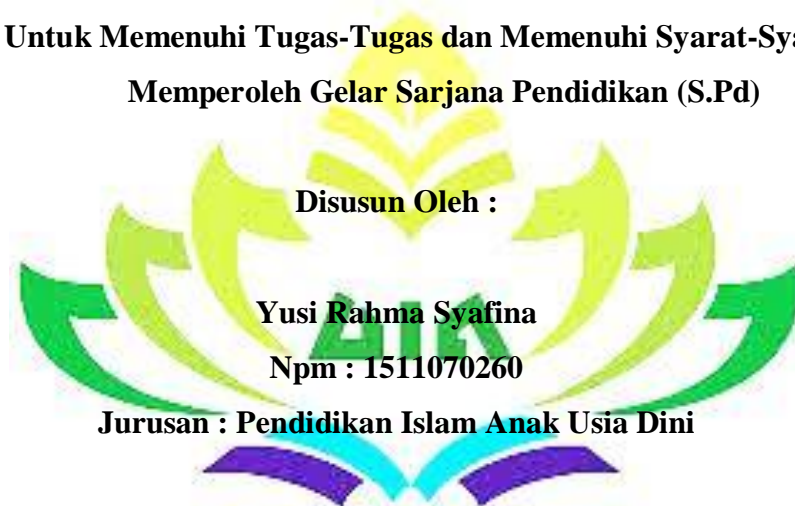 Untuk Memenuhi Tugas-Tugas dan Memenuhi Syarat-
Memperoleh Gelar Sarjana Pendidikan (S.Pd)
Disusun Oleh :
Yusi Rahma Syafina
Npm : 1511070260
Jurusan : Pendidikan Islam Anak Usia Dini